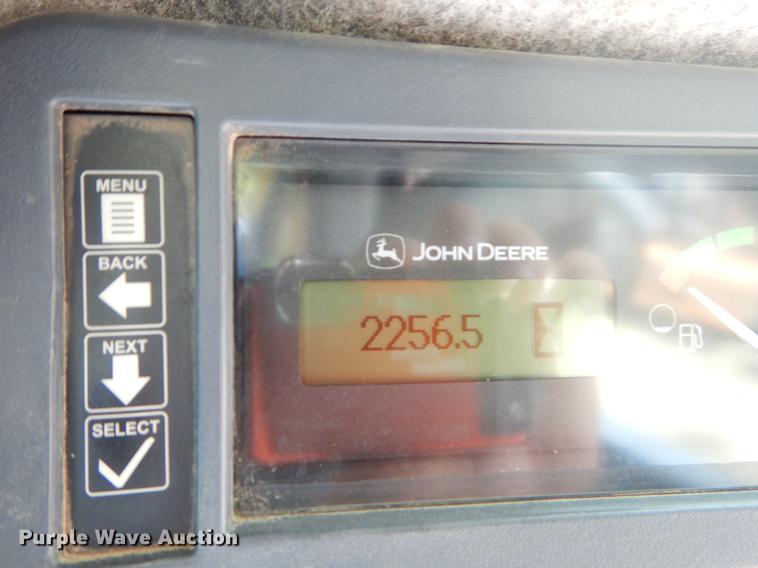 MENU
BACK
NEXT
SELECT
JOHN DEERE
2256.5
Purple Wave Auction